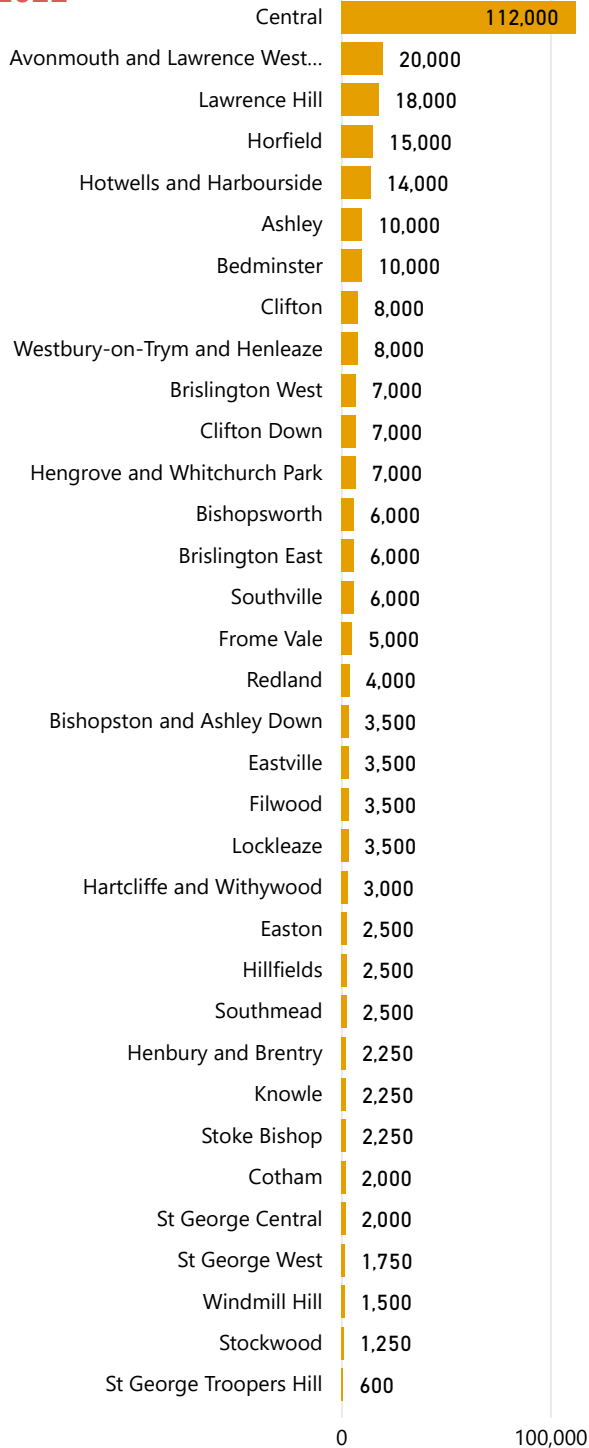 Central 112,000
Avonmouth and Lawrence West... 20,000
Lawrence Hill 18,000
Horfield 15,000
Hotwells and Harbourside 14,000
Ashley 10,000
Bedminster 10,000
Clifton 8,000
Westbury-on-Trym and Henleaze 8,000
Brislington West 7,000
Clifton Down 7,000
Hengrove and Whitchurch Park 7,000
Bishopsworth 6,000
Brislington East 6,000
Southville 6,000
Frome Vale 5,000
Redland 4,000
Bishopston and Ashley Down 3,500
Eastville 3,500
Filwood 3,500
Lockleaze 3,500
Hartcliffe and Withywood 3,000
Easton 2,500
Hillfields 2,500
Southmead 2,500
Henbury and Brentry 2,250
Knowle 2,250
Stoke Bishop 2,250
Cotham 2,000
St George Central 2,000
St George West 1,750
Windmill Hill 1,500
Stockwood 1,250
St George Troopers Hill 600
0 100,000